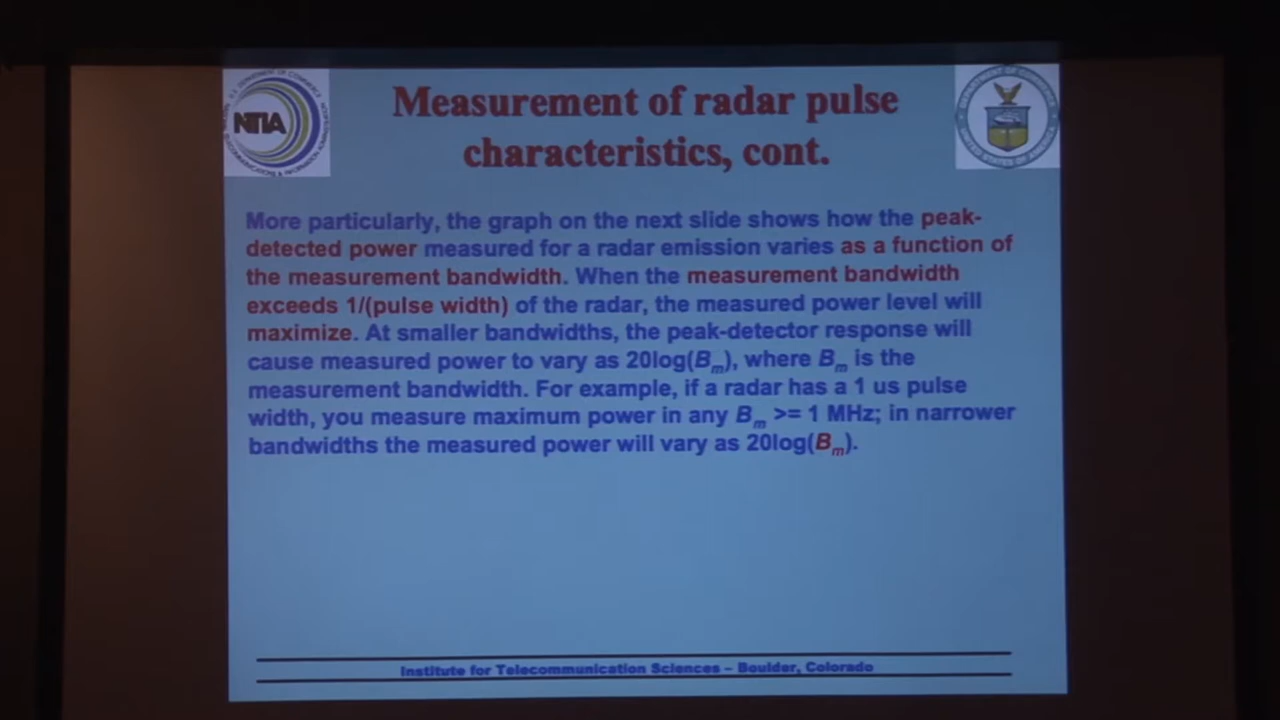 Measurement of radar pulse
characteristics, cont.
NTIA
More particularly, the graph on the next slide shows how the peak-
detected power measured for a radar emission varies as a function of
the measurement bandwidth. When the measurement bandwidth
exceeds 1/(pulse width) of the radar, the measured power level will
maximize. At smaller bandwidths, the peak-detector response will
cause measured power to vary as 20log(Bm), where Bm is the
measurement bandwidth. For example, if a radar has a 1 us pulse
width, you measure maximum power in any Bm >= 1 MHz; in narrower
bandwidths the measured power will vary as 20log(Bm).
Institute for Telecommunication Sciences – Boulder, Colorado